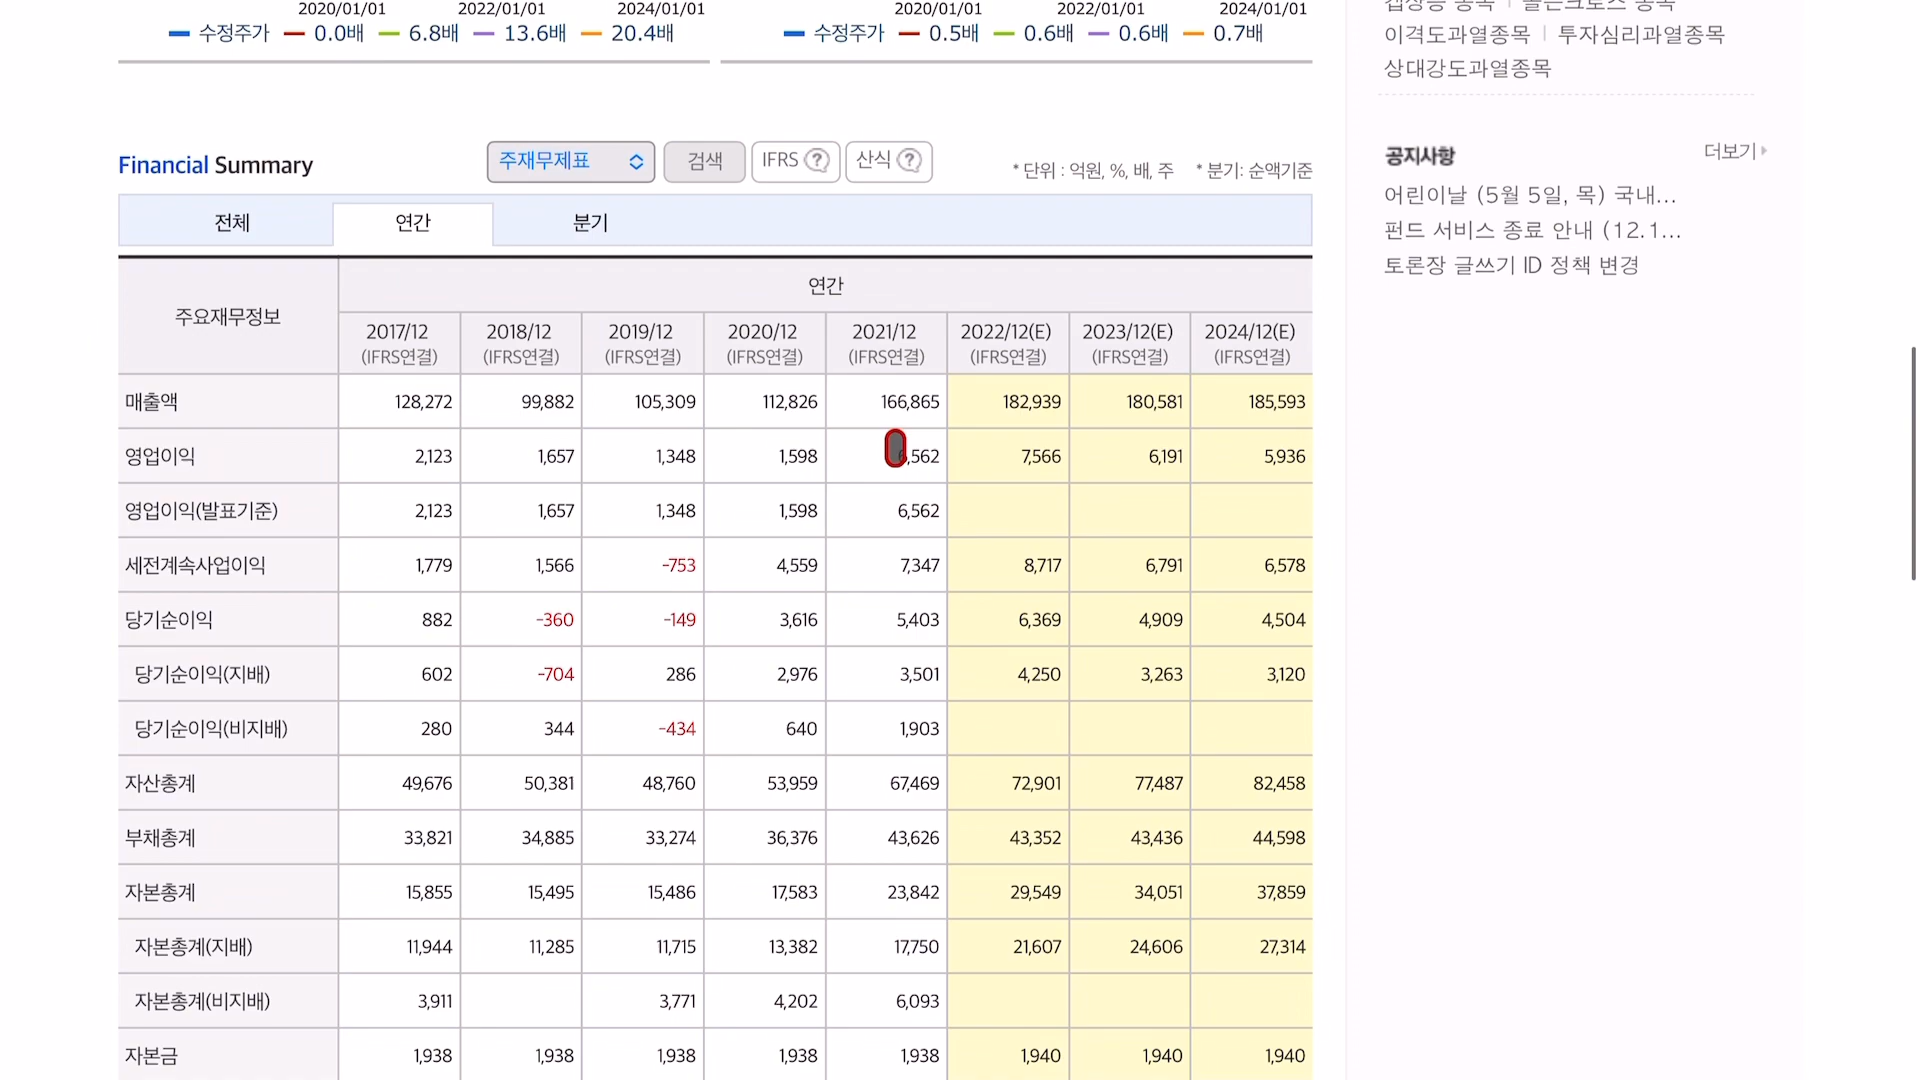 2020/01/01 2022/01/01 2024/01/01
수정주가 0.0배 6.8배 13.6배 20.4배
2020/01/01 2022/01/01 2024/01/01
수정주가 0.5배 0.6배 0.6배 0.7배
Financial Summary
주재무제표 검색 IFRS ? 산식 ?
* 단위 : 억원, %, 배, 주 * 분기: 순액기준
전체 연간 분기
주요재무정보 연간
2017/12 2018/12 2019/12 2020/12 2021/12 2022/12(E) 2023/12(E) 2024/12(E)
(IFRS연결) (IFRS연결) (IFRS연결) (IFRS연결) (IFRS연결) (IFRS연결) (IFRS연결) (IFRS연결)
매출액 128,272 99,882 105,309 112,826 166,865 182,939 180,581 185,593
영업이익 2,123 1,657 1,348 1,598 6,562 7,566 6,191 5,936
영업이익(발표기준) 2,123 1,657 1,348 1,598 6,562
세전계속사업이익 1,779 1,566 -753 4,559 7,347 8,717 6,791 6,578
당기순이익 882 -360 -149 3,616 5,403 6,369 4,909 4,504
당기순이익(지배) 602 -704 286 2,976 3,501 4,250 3,263 3,120
당기순이익(비지배) 280 344 -434 640 1,903
자산총계 49,676 50,381 48,760 53,959 67,469 72,901 77,487 82,458
부채총계 33,821 34,885 33,274 36,376 43,626 43,352 43,436 44,598
자본총계 15,855 15,495 15,486 17,583 23,842 29,549 34,051 37,859
자본총계(지배) 11,944 11,285 11,715 13,382 17,750 21,607 24,606 27,314
자본총계(비지배) 3,911 3,771 4,202 6,093
자본금 1,938 1,938 1,938 1,938 1,938 1,940 1,940 1,940
갭상승 종목 골든크로스 종목
이격도과열종목 투자심리과열종목
상대강도과열종목
공지사항 더보기
어린이날 (5월 5일, 목) 국내...
펀드 서비스 종료 안내 (12.1...
토론장 글쓰기 ID 정책 변경